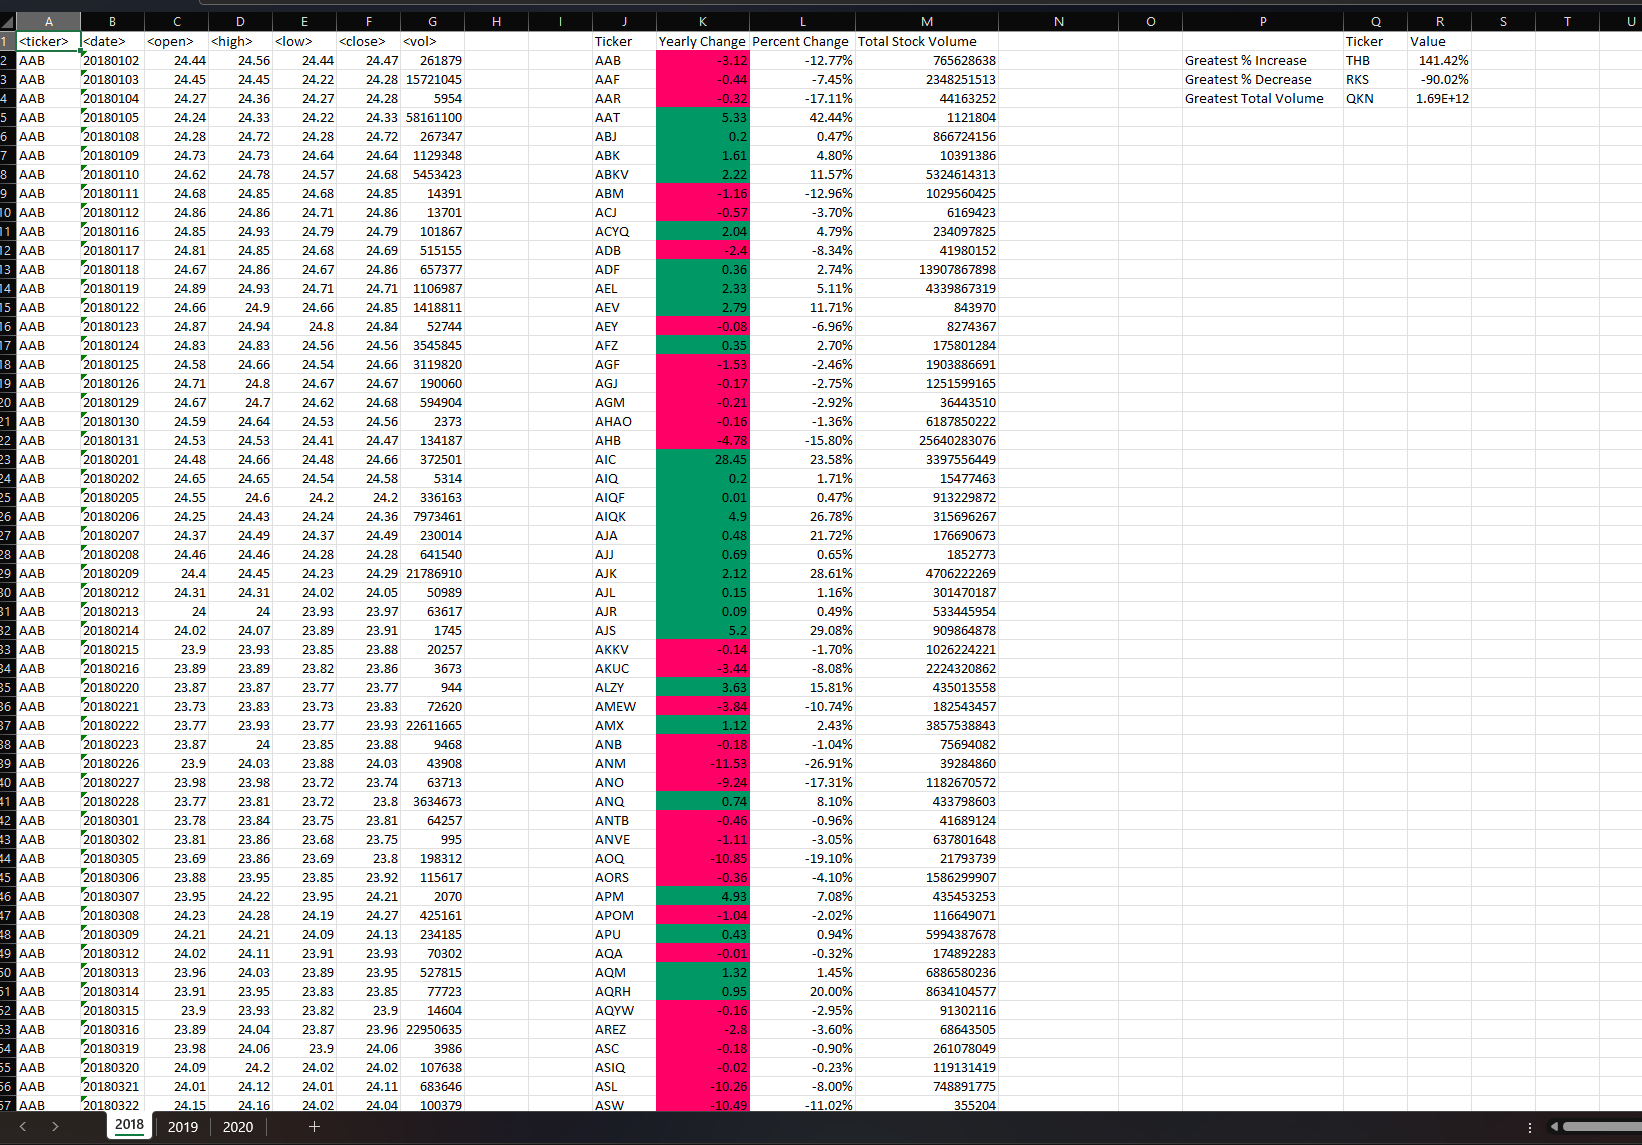 A B C D E F G H I J K L M N O P Q R S T U
1 <ticker> <date> <open> <high> <low> <close> <vol> Ticker Yearly Change Percent Change Total Stock Volume Ticker Value
2 AAB 20180102 24.44 24.56 24.44 24.47 261879 AAB -3.12 -12.77% 765628638 Greatest % Increase THB 141.42%
3 AAB 20180103 24.45 24.45 24.22 24.28 15721045 AAF -0.44 -7.45% 2348251513 Greatest % Decrease RKS -90.02%
4 AAB 20180104 24.27 24.36 24.27 24.28 5954 AAR -0.32 -17.11% 44163252 Greatest Total Volume QKN 1.69E+12
5 AAB 20180105 24.24 24.33 24.22 24.33 58161100 AAT 5.33 42.44% 1121804
6 AAB 20180108 24.28 24.72 24.28 24.72 267347 ABJ 0.2 0.47% 866724156
7 AAB 20180109 24.73 24.73 24.64 24.64 1129348 ABK 1.61 4.80% 10391386
8 AAB 20180110 24.62 24.78 24.57 24.68 5453423 ABKV 2.22 11.57% 5324614313
9 AAB 20180111 24.68 24.85 24.68 24.85 14391 ABM -1.16 -12.96% 1029560425
10 AAB 20180112 24.86 24.86 24.71 24.86 13701 ACJ -0.57 -3.70% 6169423
11 AAB 20180116 24.85 24.93 24.79 24.79 101867 ACYQ 2.04 4.79% 234097825
12 AAB 20180117 24.81 24.85 24.68 24.69 515155 ADB -2.4 -8.34% 41980152
13 AAB 20180118 24.67 24.86 24.67 24.86 657377 ADF 0.36 2.74% 13907867898
14 AAB 20180119 24.89 24.93 24.71 24.71 1106987 AEL 2.33 5.11% 4339867319
15 AAB 20180122 24.66 24.9 24.66 24.85 1418811 AEV 2.79 11.71% 843970
16 AAB 20180123 24.87 24.94 24.8 24.84 52744 AEY -0.08 -6.96% 8274367
17 AAB 20180124 24.83 24.83 24.56 24.56 3545845 AFZ 0.35 2.70% 175801284
18 AAB 20180125 24.58 24.66 24.54 24.66 3119820 AGF -1.53 -2.46% 1903886691
19 AAB 20180126 24.71 24.8 24.67 24.67 190060 AGJ -0.17 -2.75% 1251599165
20 AAB 20180129 24.67 24.7 24.62 24.68 594904 AGM -0.21 -2.92% 36443510
21 AAB 20180130 24.59 24.64 24.53 24.56 2373 AHAO -0.16 -1.36% 6187850222
22 AAB 20180131 24.53 24.53 24.41 24.47 134187 AHB -4.78 -15.80% 25640283076
23 AAB 20180201 24.48 24.66 24.48 24.66 372501 AIC 28.45 23.58% 3397556449
24 AAB 20180202 24.65 24.65 24.54 24.58 5314 AIQ 0.2 1.71% 15477463
25 AAB 20180205 24.55 24.6 24.2 24.2 336163 AIQF 0.01 0.47% 913229872
26 AAB 20180206 24.25 24.43 24.24 24.36 7973461 AIQK 4.9 26.78% 315696267
27 AAB 20180207 24.37 24.49 24.37 24.49 230014 AJA 0.48 21.72% 176690673
28 AAB 20180208 24.46 24.46 24.28 24.28 641540 AJJ 0.69 0.65% 1852773
29 AAB 20180209 24.4 24.45 24.23 24.29 21786910 AJK 2.12 28.61% 4706222269
30 AAB 20180212 24.31 24.31 24.02 24.05 50989 AJL 0.15 1.16% 301470187
31 AAB 20180213 24 24 23.93 23.97 63617 AJR 0.09 0.49% 533445954
32 AAB 20180214 24.02 24.07 23.89 23.91 1745 AJS 5.2 29.08% 909864878
33 AAB 20180215 23.9 23.93 23.85 23.88 20257 AKKV -0.14 -1.70% 1026224221
34 AAB 20180216 23.89 23.89 23.82 23.86 3673 AKUC -3.44 -8.08% 2224320862
35 AAB 20180220 23.87 23.87 23.77 23.77 944 ALZY 3.63 15.81% 435013558
36 AAB 20180221 23.73 23.83 23.73 23.83 72620 AMEW -3.84 -10.74% 182543457
37 AAB 20180222 23.77 23.93 23.77 23.93 22611665 AMX 1.12 2.43% 3857538843
38 AAB 20180223 23.87 24 23.85 23.88 9468 ANB -0.18 -1.04% 75694082
39 AAB 20180226 23.9 24.03 23.88 24.03 43908 ANM -11.53 -26.91% 39284860
40 AAB 20180227 23.98 23.98 23.72 23.74 63713 ANO -9.24 -17.31% 1182670572
41 AAB 20180228 23.77 23.81 23.72 23.8 3634673 ANQ 0.74 8.10% 433798603
42 AAB 20180301 23.78 23.84 23.75 23.81 64257 ANTB -0.46 -0.96% 41689124
43 AAB 20180302 23.81 23.86 23.68 23.75 995 ANVE -1.11 -3.05% 637801648
44 AAB 20180305 23.69 23.86 23.69 23.8 198312 AOQ -10.85 -19.10% 21793739
45 AAB 20180306 23.88 23.95 23.85 23.92 115617 AORS -0.36 -4.10% 1586299907
46 AAB 20180307 23.95 24.22 23.95 24.21 2070 APM 4.93 7.08% 435453253
47 AAB 20180308 24.23 24.28 24.19 24.27 425161 APOM -1.04 -2.02% 116649071
48 AAB 20180309 24.21 24.21 24.09 24.13 234185 APU 0.43 0.94% 5994387678
49 AAB 20180312 24.02 24.11 23.91 23.93 70302 AQA -0.01 -0.32% 174892283
50 AAB 20180313 23.96 24.03 23.89 23.95 527815 AQM 1.32 1.45% 6886580236
51 AAB 20180314 23.91 23.95 23.83 23.85 77723 AQRH 0.95 20.00% 8634104577
52 AAB 20180315 23.9 23.93 23.82 23.9 14604 AQYW -0.16 -2.95% 91302116
53 AAB 20180316 23.89 24.04 23.87 23.96 22950635 AREZ -2.8 -3.60% 68643505
54 AAB 20180319 23.98 24.06 23.9 24.06 3986 ASC -0.18 -0.90% 261078049
55 AAB 20180320 24.09 24.2 24.02 24.02 107638 ASIQ -0.02 -0.23% 119131419
56 AAB 20180321 24.01 24.12 24.01 24.11 683646 ASL -10.26 -8.00% 748891775
57 AAB 20180322 24.15 24.16 24.02 24.04 100379 ASW -10.49 -11.02% 355204
2018 2019 2020